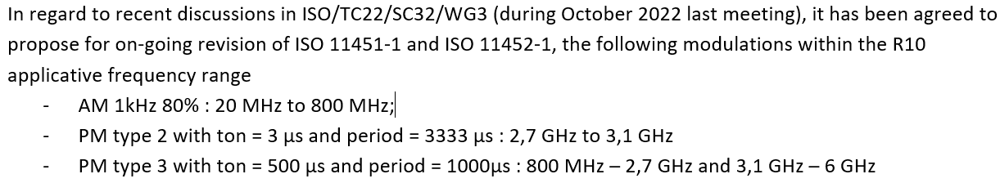 In regard to recent discussions in ISO/TC22/SC32/WG3 (during October 2022 last meeting), it has been agreed to
propose for on-going revision of ISO 11451-1 and ISO 11452-1, the following modulations within the R10
applicative frequency range
- AM 1kHz 80% : 20 MHz to 800 MHz;
- PM type 2 with ton = 3 µs and period = 3333 µs : 2,7 GHz to 3,1 GHz
- PM type 3 with ton = 500 µs and period = 1000µs : 800 MHz – 2,7 GHz and 3,1 GHz – 6 GHz